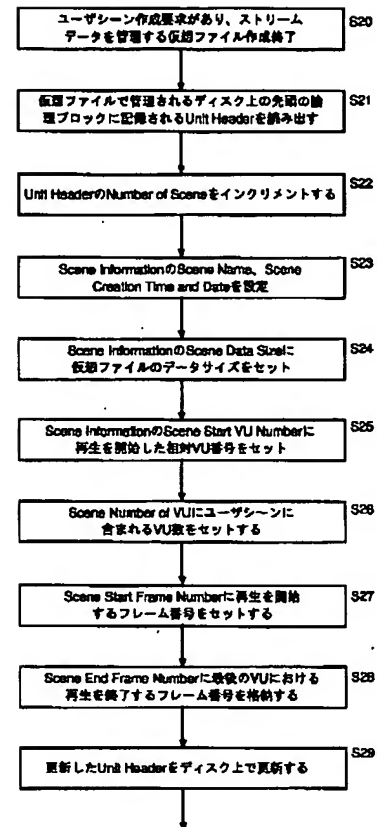 ユーザシーン作成要求があり、ストリーム
データを管理する仮想ファイル作成終了
S20
仮想ファイルで管理されるディスク上の先頭の論
理ブロックに記録されるUnit Headerを読み出す
S21
Unit HeaderのNumber of Sceneをインクリメントする
S22
Scene InformationのScene Name、Scene
Creation Time and Dateを設定
S23
Scene InformationのScene Data Sizeに
仮想ファイルのデータサイズをセット
S24
Scene InformationのScene Start VU Numberに
再生を開始した相対VU番号をセット
S25
Scene Number of VUにユーザシーンに
含まれるVU数をセットする
S26
Scene Start Frame Numberに再生を開始
するフレーム番号をセットする
S27
Scene End Frame Numberに最後のVUにおける
再生を終了するフレーム番号を格納する
S28
更新したUnit Headerをディスク上で更新する
S29